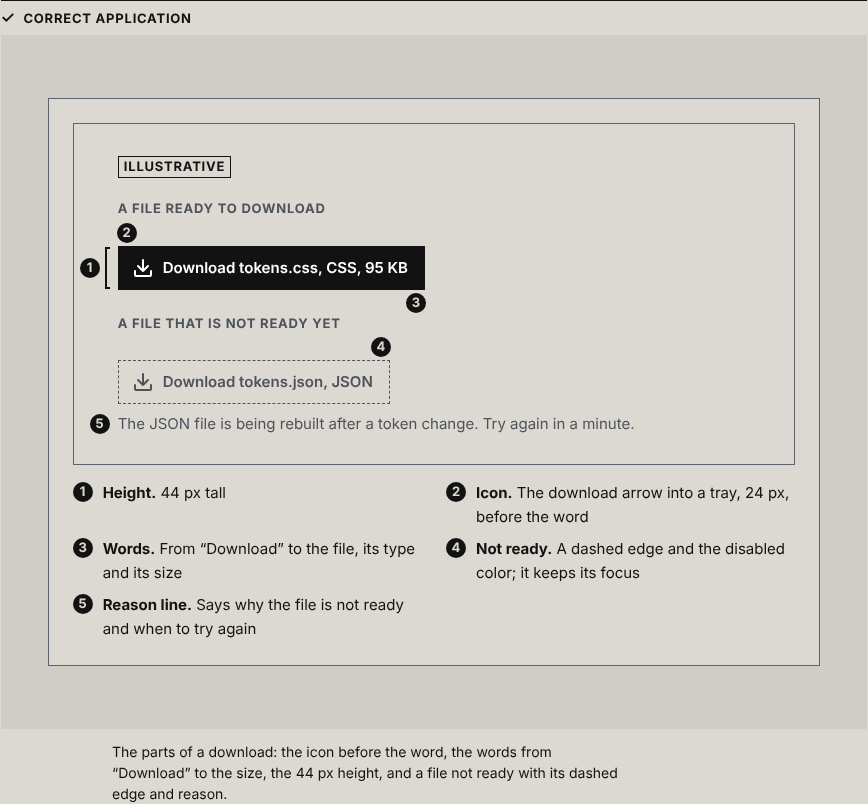 ✓ CORRECT APPLICATION
ILLUSTRATIVE
A FILE READY TO DOWNLOAD
2
1
Download tokens.css, CSS, 95 KB
3
A FILE THAT IS NOT READY YET
4
Download tokens.json, JSON
5 The JSON file is being rebuilt after a token change. Try again in a minute.
1 Height. 44 px tall
2 Icon. The download arrow into a tray, 24 px,
before the word
3 Words. From “Download” to the file, its type
and its size
4 Not ready. A dashed edge and the disabled
color; it keeps its focus
5 Reason line. Says why the file is not ready
and when to try again
The parts of a download: the icon before the word, the words from
“Download” to the size, the 44 px height, and a file not ready with its dashed
edge and reason.